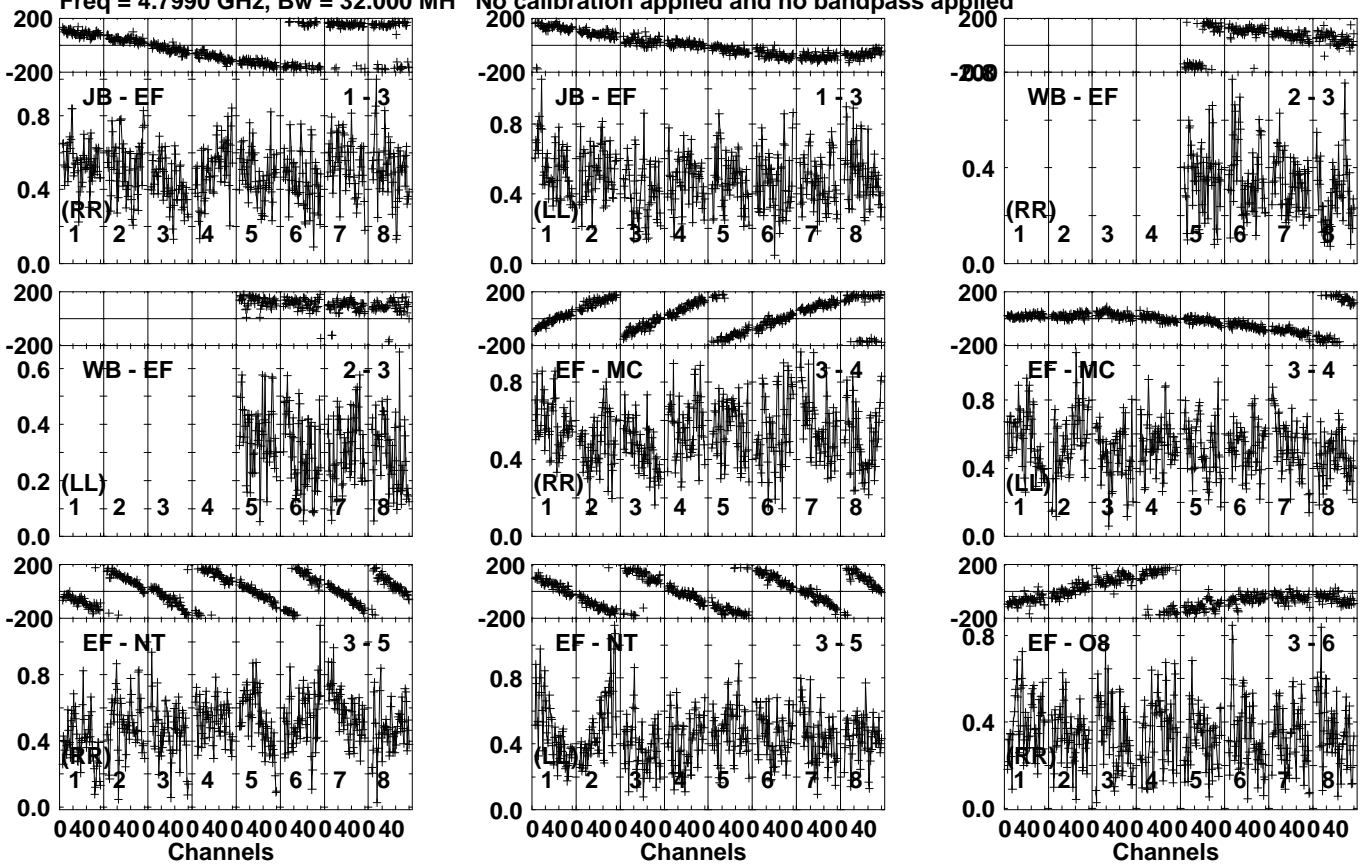 Freq = 4.7990 GHz, Bw = 32.000 MH No calibration applied and no bandpass applied
200
-200
JB - EF 1 - 3
0.8
0.4
(RR)
1 2 3 4 5 6 7 8
0.0
200
-200
JB - EF 1 - 3
0.8
0.4
(LL)
1 2 3 4 5 6 7 8
0.0
200
-200
0.8
WB - EF 2 - 3
0.4
(RR)
1 2 3 4 5 6 7 8
0.0
200
-200
0.6
WB - EF 2 - 3
0.4
0.2
(LL)
1 2 3 4 5 6 7 8
0.0
200
-200
EF - MC 3 - 4
0.8
0.4
(RR)
1 2 3 4 5 6 7 8
0.0
200
-200
EF - MC 3 - 4
0.8
0.4
(LL)
1 2 3 4 5 6 7 8
0.0
200
-200
EF - NT 3 - 5
0.8
0.4
(RR)
1 2 3 4 5 6 7 8
0.0
0 40 0 40 0 40 0 40 0 40 0 40 0 40 0 40
Channels
200
-200
EF - NT 3 - 5
0.8
0.4
(LL)
1 2 3 4 5 6 7 8
0.0
0 40 0 40 0 40 0 40 0 40 0 40 0 40 0 40
Channels
200
-200
0.8
EF - O8 3 - 6
0.4
(RR)
1 2 3 4 5 6 7 8
0.0
0 40 0 40 0 40 0 40 0 40 0 40 0 40 0 40
Channels